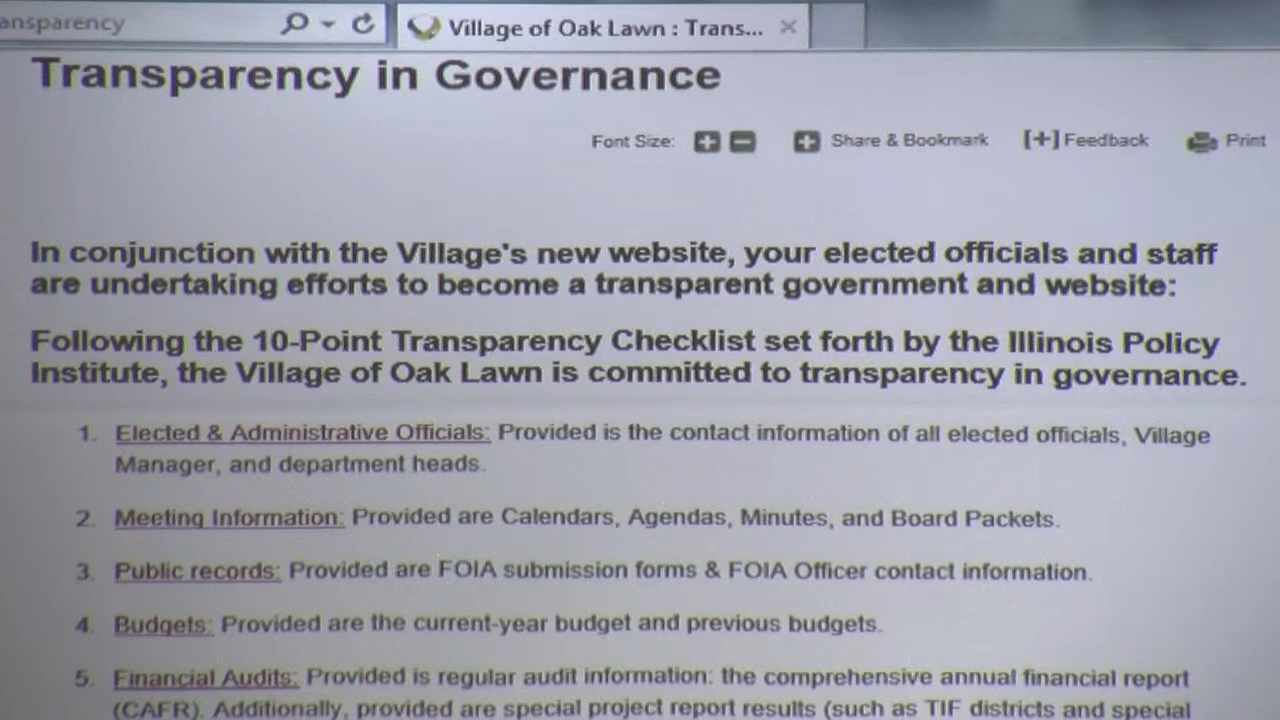 ansparency
Village of Oak Lawn : Trans...
Transparency in Governance
Font Size:
Share & Bookmark
[+] Feedback
Print
In conjunction with the Village's new website, your elected officials and staff
are undertaking efforts to become a transparent government and website:
Following the 10-Point Transparency Checklist set forth by the Illinois Policy
Institute, the Village of Oak Lawn is committed to transparency in governance.
1. Elected & Administrative Officials: Provided is the contact information of all elected officials, Village
Manager, and department heads.
2. Meeting Information: Provided are Calendars, Agendas, Minutes, and Board Packets.
3. Public records: Provided are FOIA submission forms & FOIA Officer contact information.
4. Budgets: Provided are the current-year budget and previous budgets.
5. Financial Audits: Provided is regular audit information: the comprehensive annual financial report
(CAFR). Additionally, provided are special project report results (such as TIF districts and special